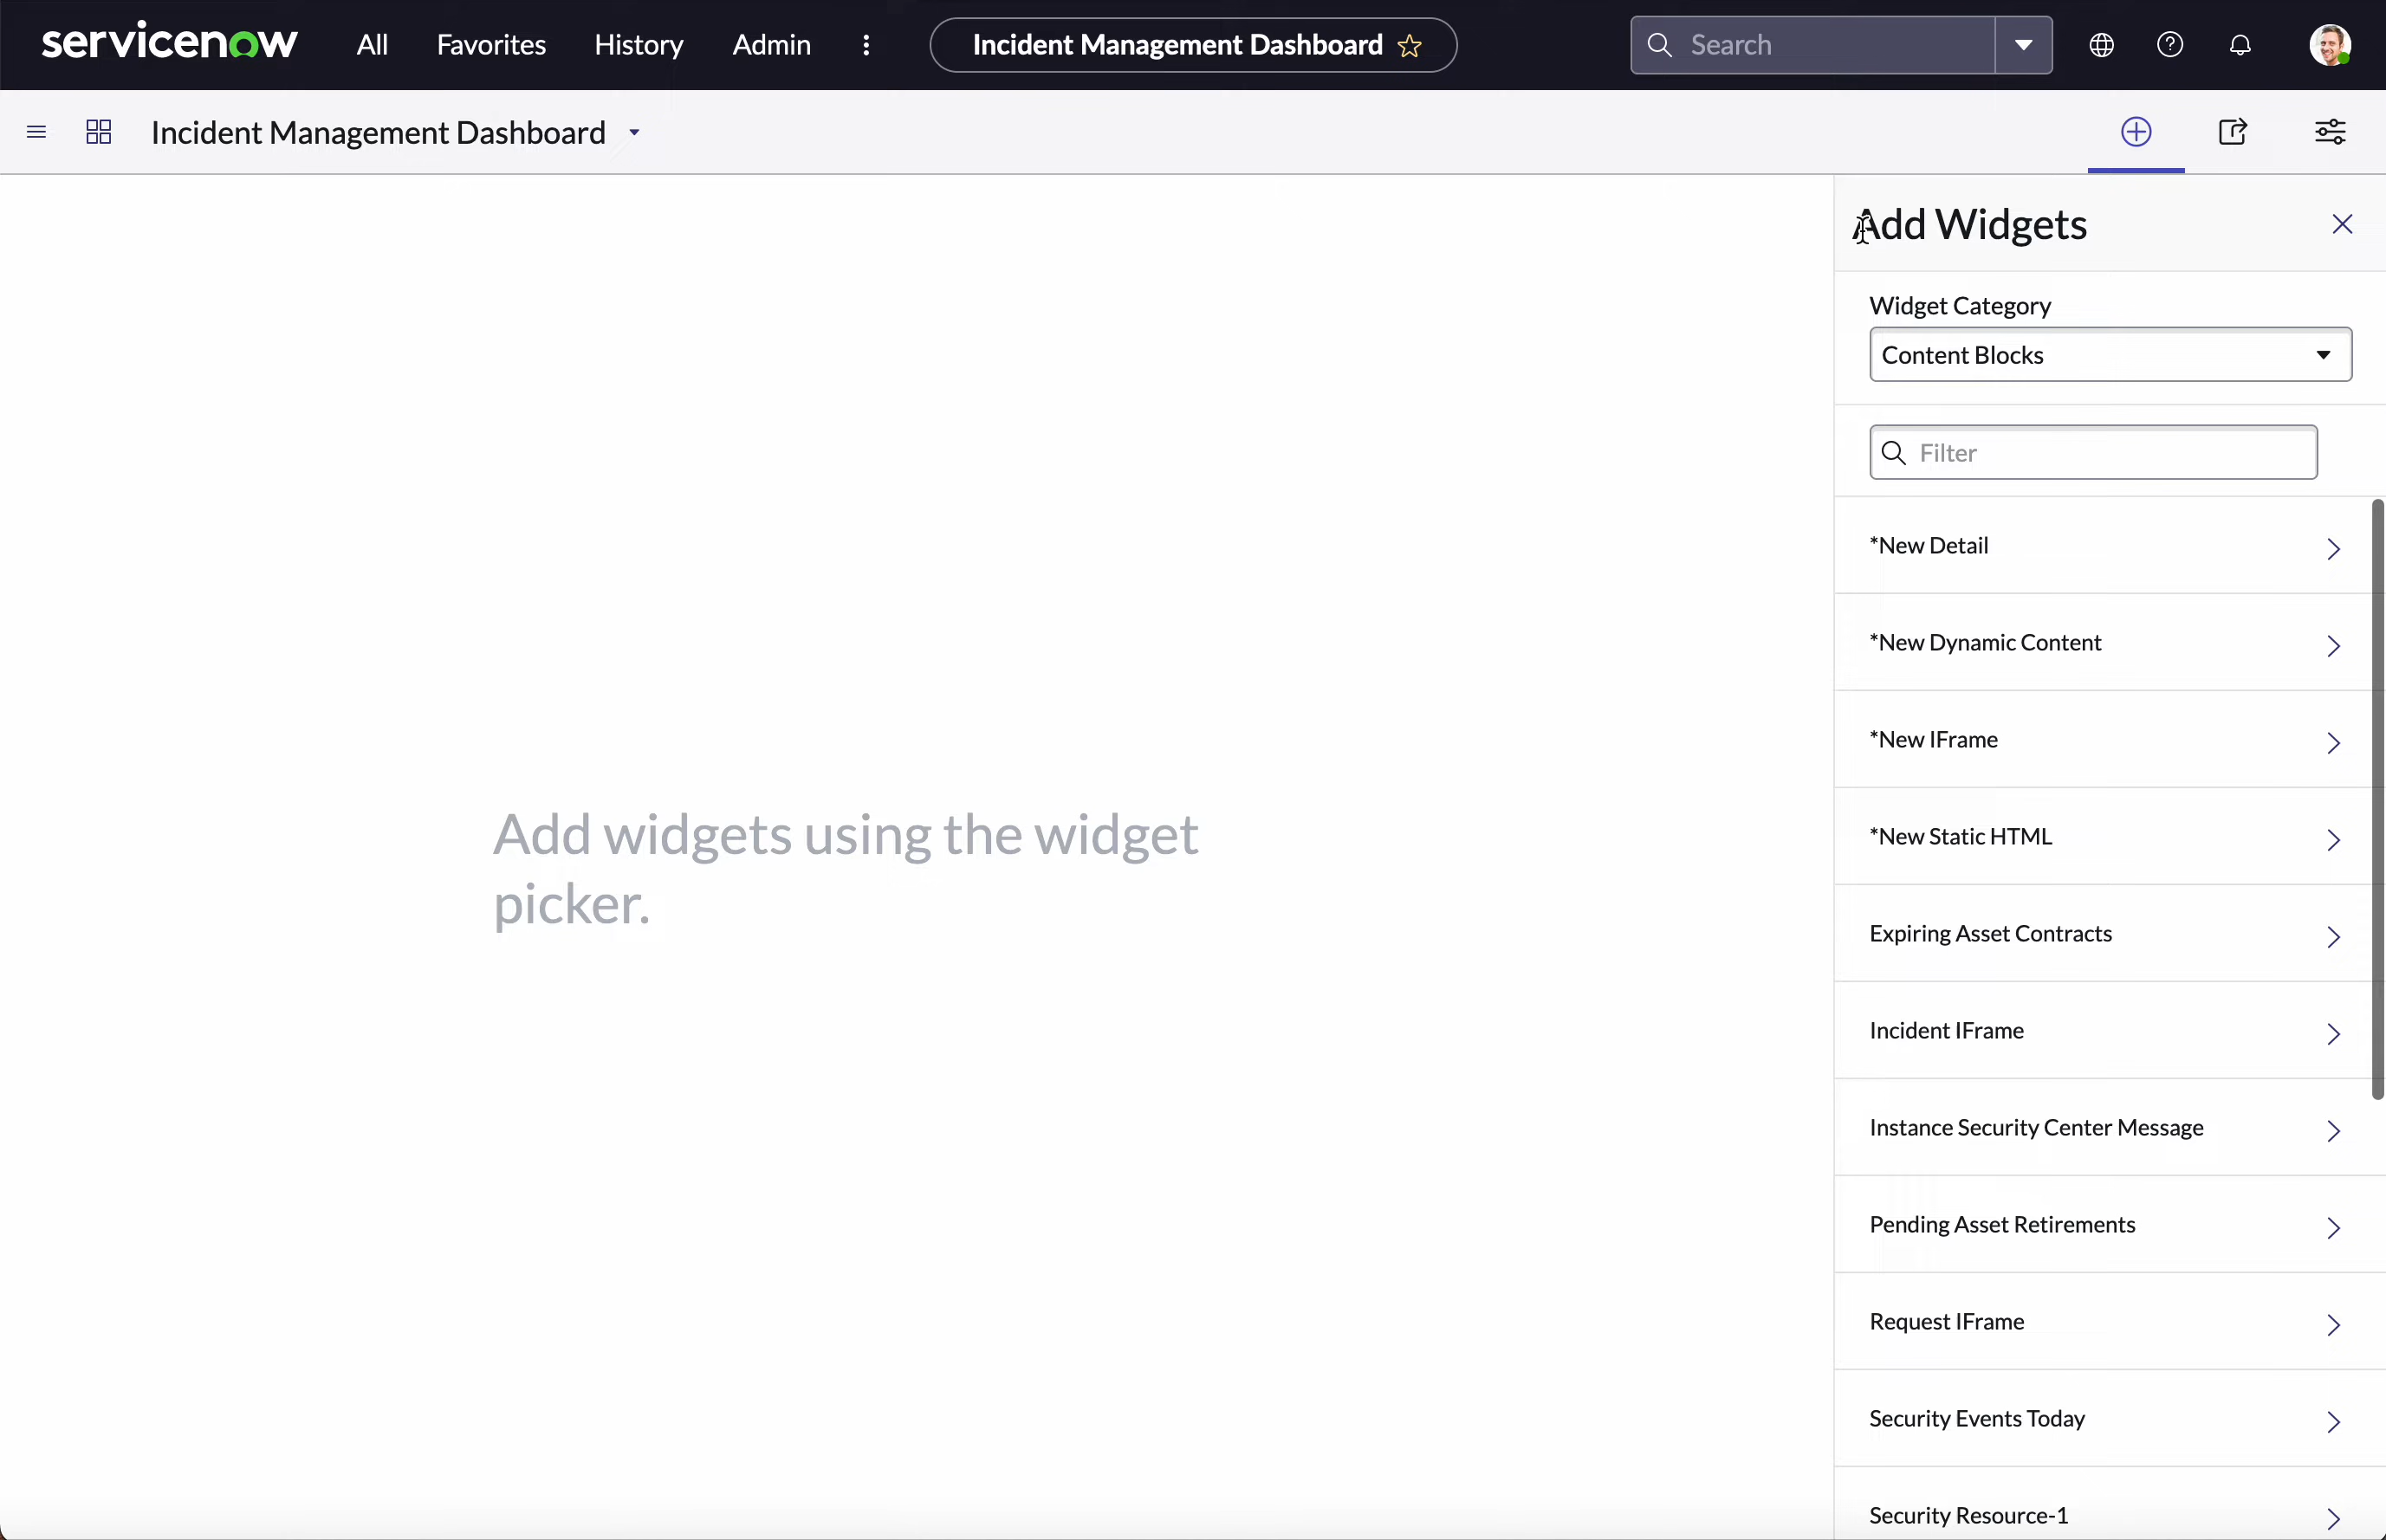 servicenow All Favorites History Admin Incident Management Dashboard Search
Incident Management Dashboard
Add Widgets
Widget Category
Content Blocks
Filter
*New Detail
*New Dynamic Content
*New IFrame
*New Static HTML
Expiring Asset Contracts
Incident IFrame
Instance Security Center Message
Pending Asset Retirements
Request IFrame
Security Events Today
Security Resource-1
Add widgets using the widget
picker.